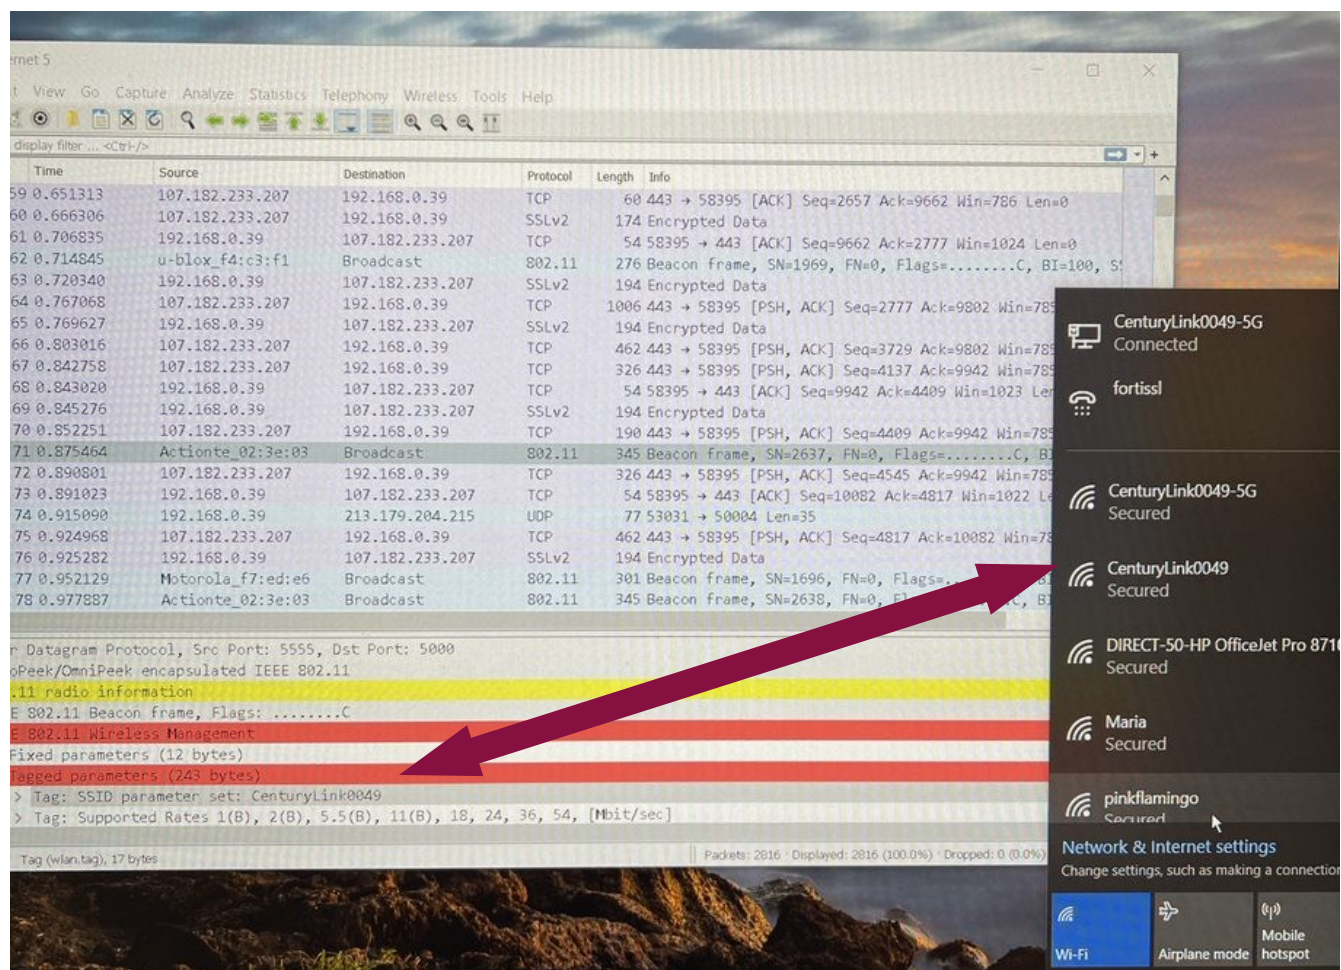 ernet 5
t View Go Capture Analyze Statistics Telephony Wireless Tools Help
display filter ... <Ctrl-/>
Time Source Destination Protocol Length Info
59 0.651313 107.182.233.207 192.168.0.39 TCP 60 443 → 58395 [ACK] Seq=2657 Ack=9662 Win=786 Len=0
60 0.666306 107.182.233.207 192.168.0.39 SSLv2 174 Encrypted Data
61 0.706835 192.168.0.39 107.182.233.207 TCP 54 58395 → 443 [ACK] Seq=9662 Ack=2777 Win=1024 Len=0
62 0.714845 u-blox_f4:c3:f1 Broadcast 802.11 276 Beacon frame, SN=1969, FN=0, Flags=........C, BI=100, S
63 0.720340 192.168.0.39 107.182.233.207 SSLv2 194 Encrypted Data
64 0.767068 107.182.233.207 192.168.0.39 TCP 1006 443 → 58395 [PSH, ACK] Seq=2777 Ack=9802 Win=785
65 0.769627 192.168.0.39 107.182.233.207 SSLv2 194 Encrypted Data
66 0.803016 107.182.233.207 192.168.0.39 TCP 462 443 → 58395 [PSH, ACK] Seq=3729 Ack=9802 Win=785
67 0.842758 107.182.233.207 192.168.0.39 TCP 326 443 → 58395 [PSH, ACK] Seq=4137 Ack=9942 Win=785
68 0.843020 192.168.0.39 107.182.233.207 TCP 54 58395 → 443 [ACK] Seq=9942 Ack=4409 Win=1023 Ler
69 0.845276 192.168.0.39 107.182.233.207 SSLv2 194 Encrypted Data
70 0.852251 107.182.233.207 192.168.0.39 TCP 190 443 → 58395 [PSH, ACK] Seq=4409 Ack=9942 Win=785
71 0.875464 Actionte_02:3e:03 Broadcast 802.11 345 Beacon frame, SN=2637, FN=0, Flags=........C, BI
72 0.890801 107.182.233.207 192.168.0.39 TCP 326 443 → 58395 [PSH, ACK] Seq=4545 Ack=9942 Win=785
73 0.891023 192.168.0.39 107.182.233.207 TCP 54 58395 → 443 [ACK] Seq=10082 Ack=4817 Win=1022 Le
74 0.915090 192.168.0.39 213.179.204.215 UDP 77 53031 → 50004 Len=35
75 0.924968 107.182.233.207 192.168.0.39 TCP 462 443 → 58395 [PSH, ACK] Seq=4817 Ack=10082 Win=78
76 0.925282 192.168.0.39 107.182.233.207 SSLv2 194 Encrypted Data
77 0.952129 Motorola_f7:ed:e6 Broadcast 802.11 301 Beacon frame, SN=1696, FN=0, Flags=. BI
78 0.977887 Actionte_02:3e:03 Broadcast 802.11 345 Beacon frame, SN=2638, FN=0, C, BI
r Datagram Protocol, Src Port: 5555, Dst Port: 5000
oPeek/OmniPeek encapsulated IEEE 802.11
.11 radio information
E 802.11 Beacon frame, Flags: ........C
E 802.11 Wireless Management
Fixed parameters (12 bytes)
Tagged parameters (243 bytes)
> Tag: SSID parameter set: CenturyLink0049
> Tag: Supported Rates 1(B), 2(B), 5.5(B), 11(B), 18, 24, 36, 54, [Mbit/sec]
Tag (wlan.tag), 17 bytes Packets: 2816 · Displayed: 2816 (100.0%) · Dropped: 0 (0.0%)
CenturyLink0049-5G
Connected
fortissl
CenturyLink0049-5G
Secured
CenturyLink0049
Secured
DIRECT-50-HP OfficeJet Pro 8710
Secured
Maria
Secured
pinkflamingo
Secured
Network & Internet settings
Change settings, such as making a connection
Wi-Fi Airplane mode Mobile hotspot